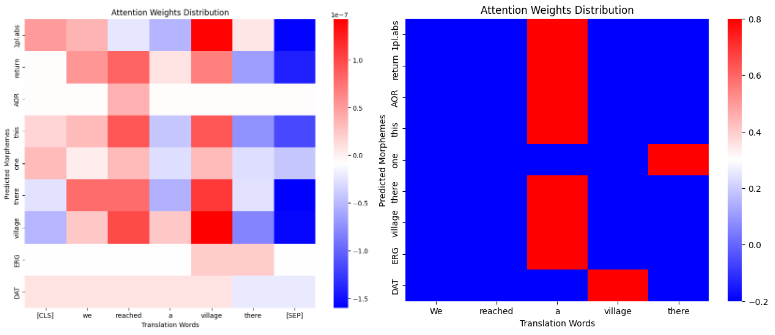 Attention Weights Distribution
1e−7
1pl.abs
return
AOR
this
one
there
village
ERG
DAT
Predicted Morphemes
[CLS] we reached a village there [SEP]
Translation Words
1.0
0.5
0.0
−0.5
−1.0
−1.5
Attention Weights Distribution
1pl.abs
return
AOR
this
one
there
village
ERG
DAT
Predicted Morphemes
We reached a village there
Translation Words
0.8
0.6
0.4
0.2
0.0
−0.2